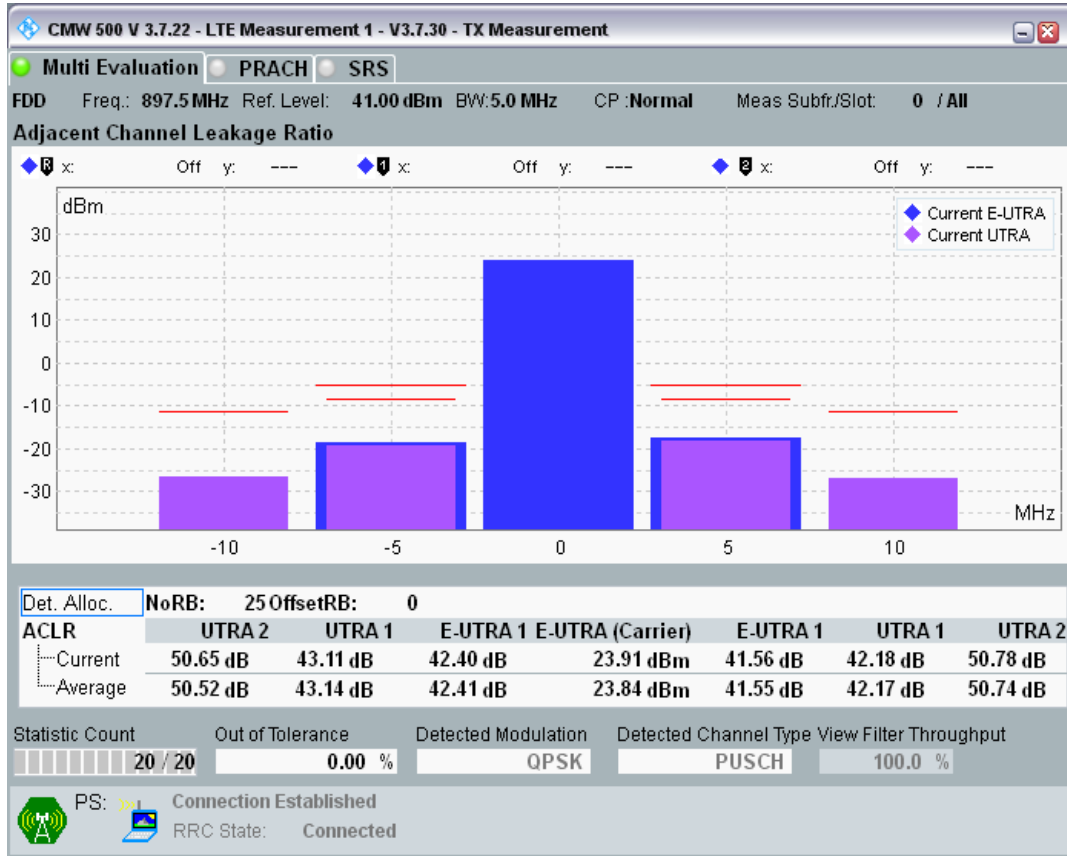 CMW 500 V 3.7.22 - LTE Measurement 1 - V3.7.30 - TX Measurement
Multi Evaluation PRACH SRS
FDD Freq.: 897.5 MHz Ref. Level: 41.00 dBm BW:5.0 MHz CP :Normal Meas Subfr./Slot: 0 / All
Adjacent Channel Leakage Ratio
R x: Off y: --- 1 x: Off y: --- 2 x: Off y: ---
dBm
Current E-UTRA
Current UTRA
30
20
10
0
-10
-20
-30
MHz
-10 -5 0 5 10
Det. Alloc. NoRB: 25 OffsetRB: 0
ACLR UTRA 2 UTRA 1 E-UTRA 1 E-UTRA (Carrier) E-UTRA 1 UTRA 1 UTRA 2
Current 50.65 dB 43.11 dB 42.40 dB 23.91 dBm 41.56 dB 42.18 dB 50.78 dB
Average 50.52 dB 43.14 dB 42.41 dB 23.84 dBm 41.55 dB 42.17 dB 50.74 dB
Statistic Count Out of Tolerance Detected Modulation Detected Channel Type View Filter Throughput
20 / 20 0.00 % QPSK PUSCH 100.0 %
PS: Connection Established
RRC State: Connected